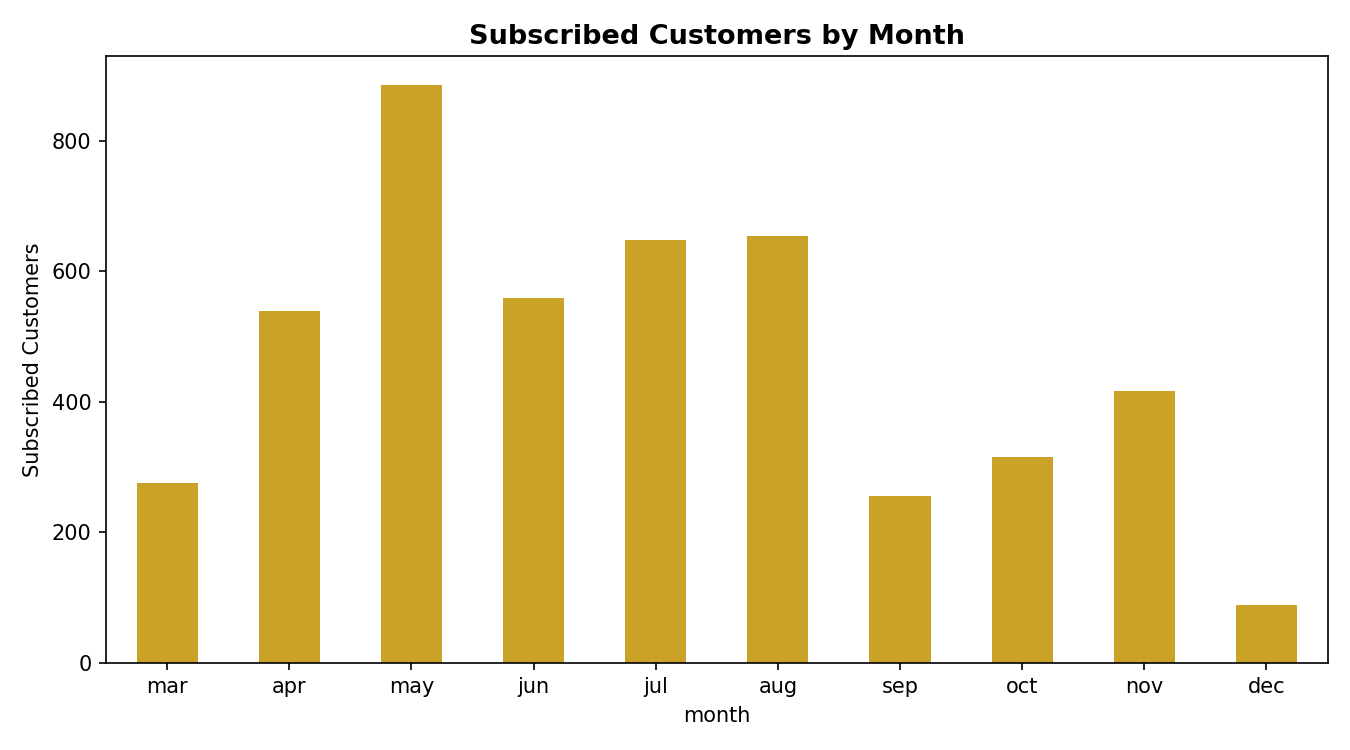 Subscribed Customers by Month
Subscribed Customers
800
600
400
200
0
mar apr may jun jul aug sep oct nov dec
month